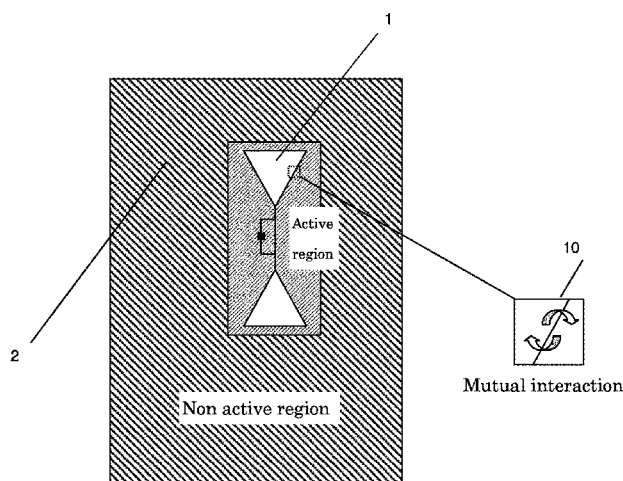 1
Active
region
10
2
Mutual interaction
Non active region